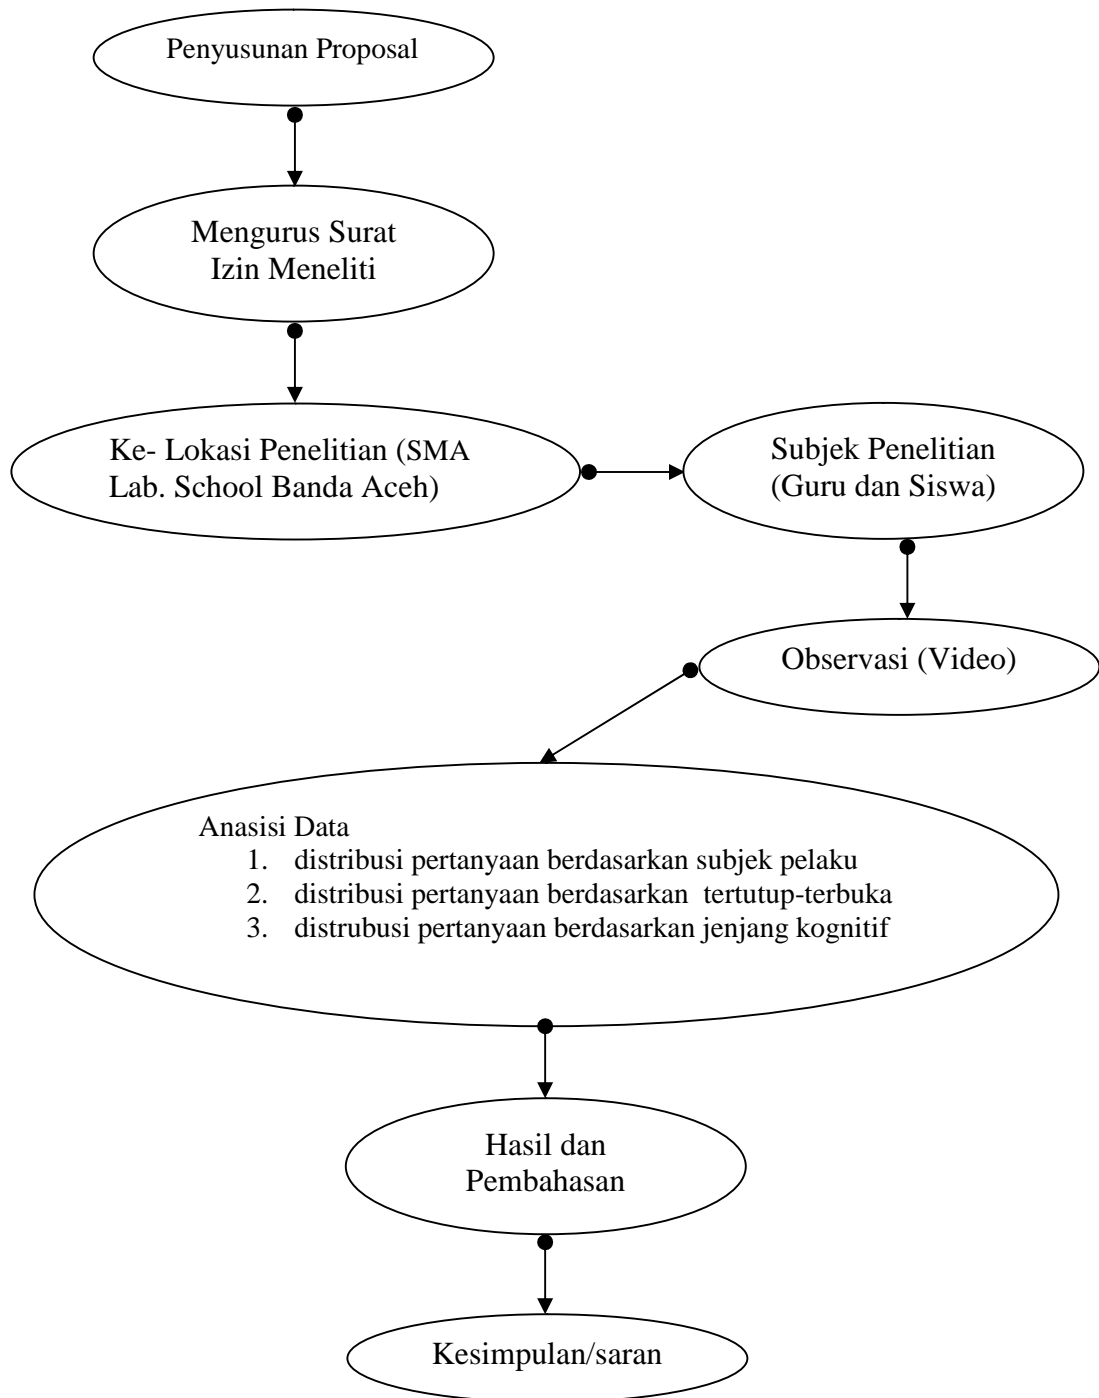 Penyusunan Proposal
Mengurus Surat
Izin Meneliti
Ke- Lokasi Penelitian (SMA
Lab. School Banda Aceh)
Subjek Penelitian
(Guru dan Siswa)
Observasi (Video)
Anasisi Data
1. distribusi pertanyaan berdasarkan subjek pelaku
2. distribusi pertanyaan berdasarkan tertutup-terbuka
3. distrubusi pertanyaan berdasarkan jenjang kognitif
Hasil dan
Pembahasan
Kesimpulan/saran